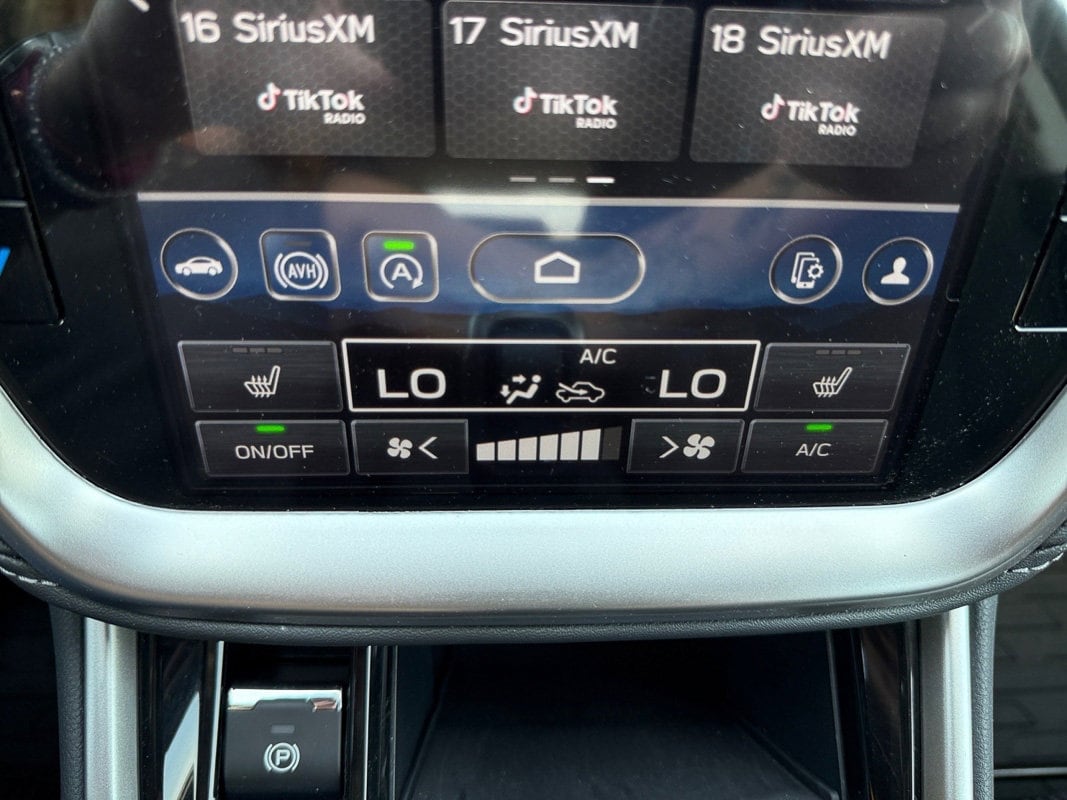 16 SiriusXM 17 SiriusXM 18 SiriusXM
TikTok TikTok TikTok
RADIO RADIO RADIO
AVH A
A/C
LO LO
ON/OFF < > A/C
P